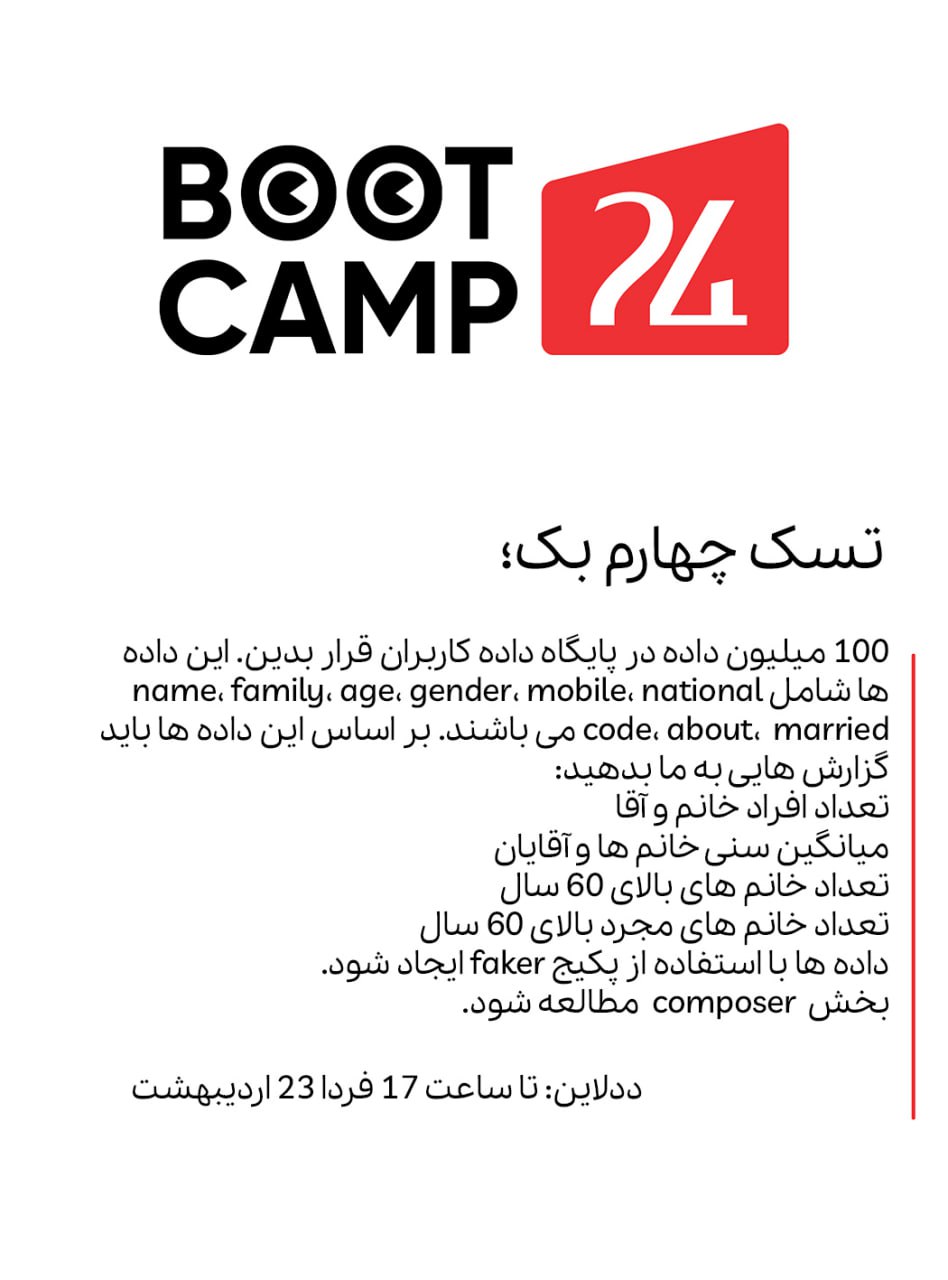 BOOT
CAMP
24
تسک چهارم بک؛
100 میلیون داده در پایگاه داده کاربران قرار بدین. این داده
ها شامل name، family، age، gender، mobile، national
code، about، married می باشند. بر اساس این داده ها باید
گزارش هایی به ما بدهید:
تعداد افراد خانم و آقا
میانگین سنی خانم ها و آقایان
تعداد خانم های بالای 60 سال
تعداد خانم های مجرد بالای 60 سال
داده ها با استفاده از پکیج faker ایجاد شود.
بخش composer مطالعه شود.
ددلاین: تا ساعت 17 فردا 23 اردیبهشت